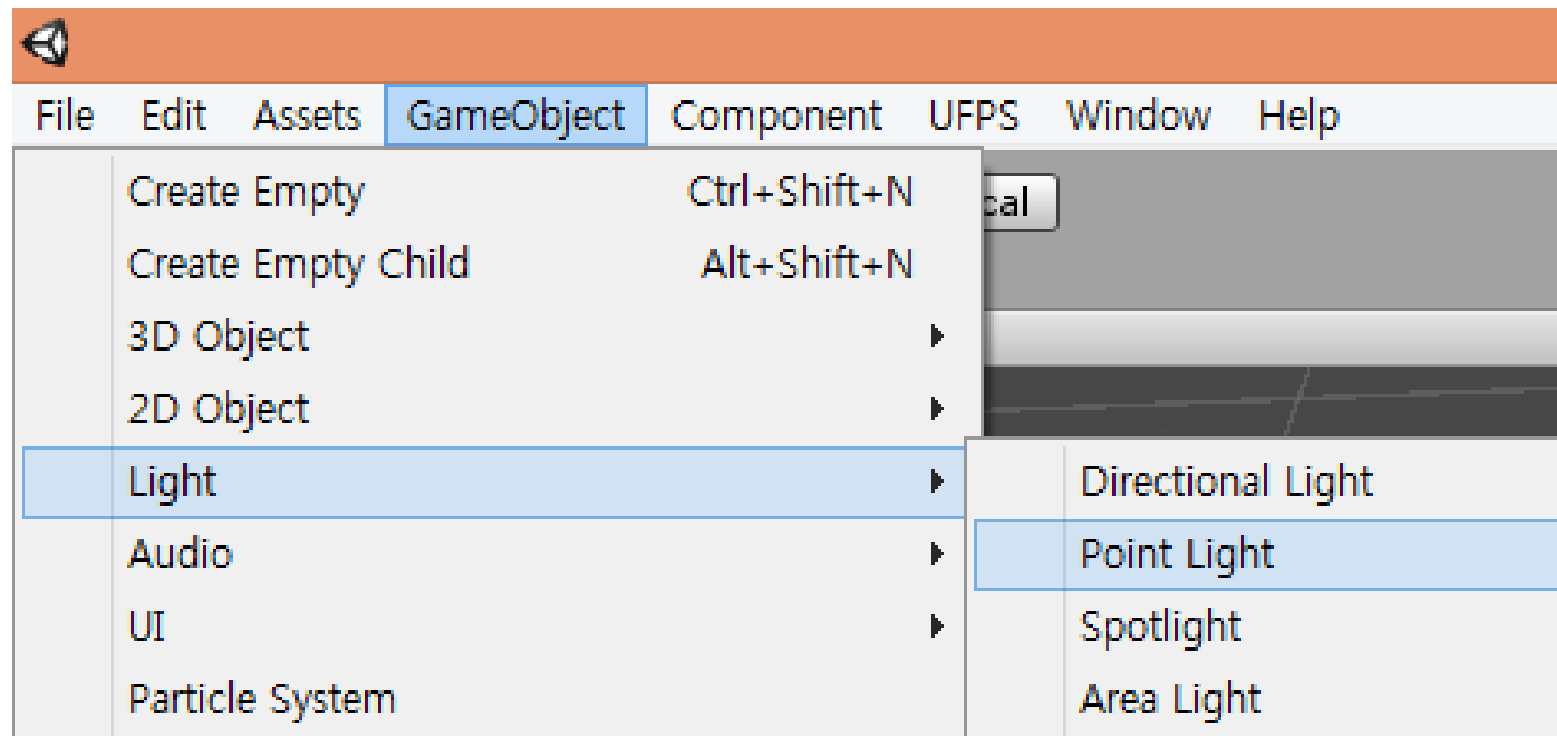 File Edit Assets GameObject Component UFPS Window Help
Create Empty Ctrl+Shift+N
cal
Create Empty Child Alt+Shift+N
3D Object
2D Object
Light
Directional Light
Audio
Point Light
UI
Spotlight
Particle System
Area Light